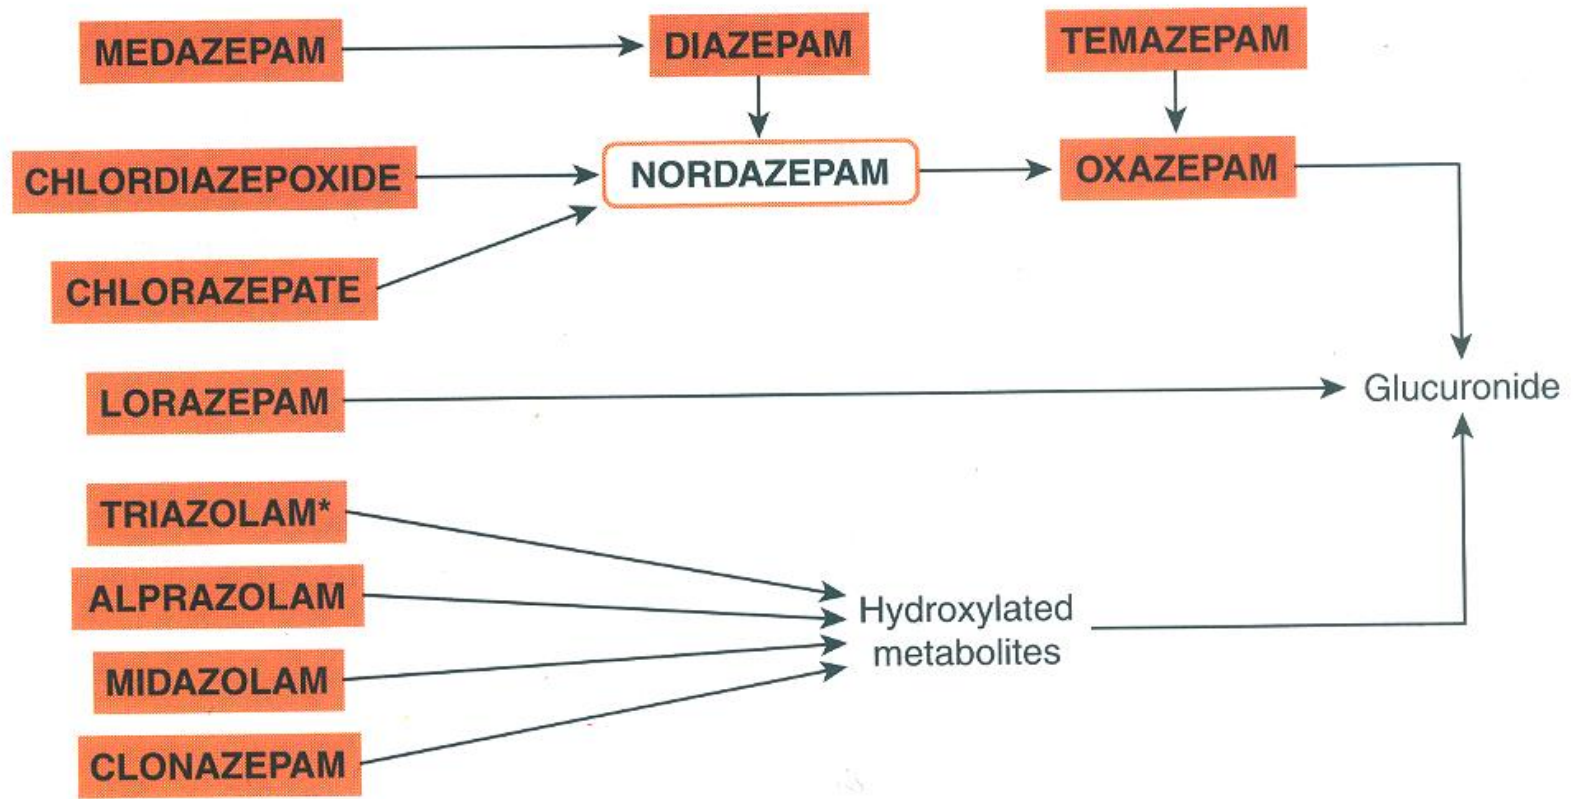 MEDAZEPAM
DIAZEPAM
TEMAZEPAM
CHLORDIAZEPOXIDE
NORDAZEPAM
OXAZEPAM
CHLORAZEPATE
LORAZEPAM
Glucuronide
TRIAZOLAM*
ALPRAZOLAM
Hydroxylated
metabolites
MIDAZOLAM
CLONAZEPAM